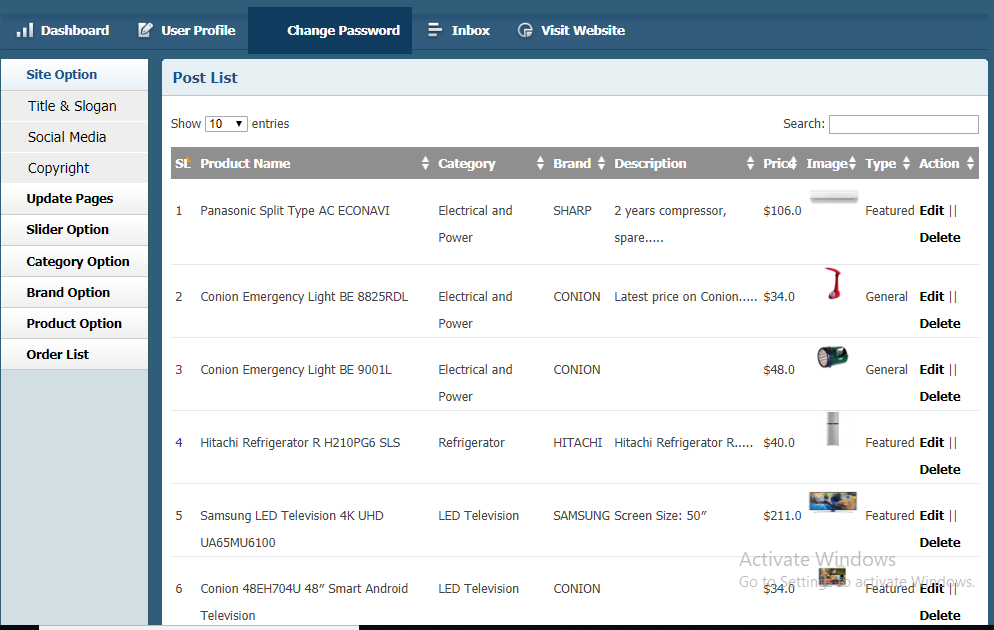 Dashboard User Profile Change Password Inbox Visit Website
Site Option
Title & Slogan
Social Media
Copyright
Update Pages
Slider Option
Category Option
Brand Option
Product Option
Order List
Post List
Show 10 entries Search:
SL Product Name Category Brand Description Price Image Type Action
1 Panasonic Split Type AC ECONAVI Electrical and SHARP 2 years compressor, $106.0 Featured Edit ||
Power spare..... Delete
2 Conion Emergency Light BE 8825RDL Electrical and CONION Latest price on Conion..... $34.0 General Edit ||
Power Delete
3 Conion Emergency Light BE 9001L Electrical and CONION $48.0 General Edit ||
Power Delete
4 Hitachi Refrigerator R H210PG6 SLS Refrigerator HITACHI Hitachi Refrigerator R..... $40.0 Featured Edit ||
Delete
5 Samsung LED Television 4K UHD LED Television SAMSUNG Screen Size: 50″ $211.0 Featured Edit ||
UA65MU6100 Delete
Activate Windows
Go to Settings to activate Windows.
6 Conion 48EH704U 48″ Smart Android LED Television CONION $34.0 Featured Edit ||
Television Delete